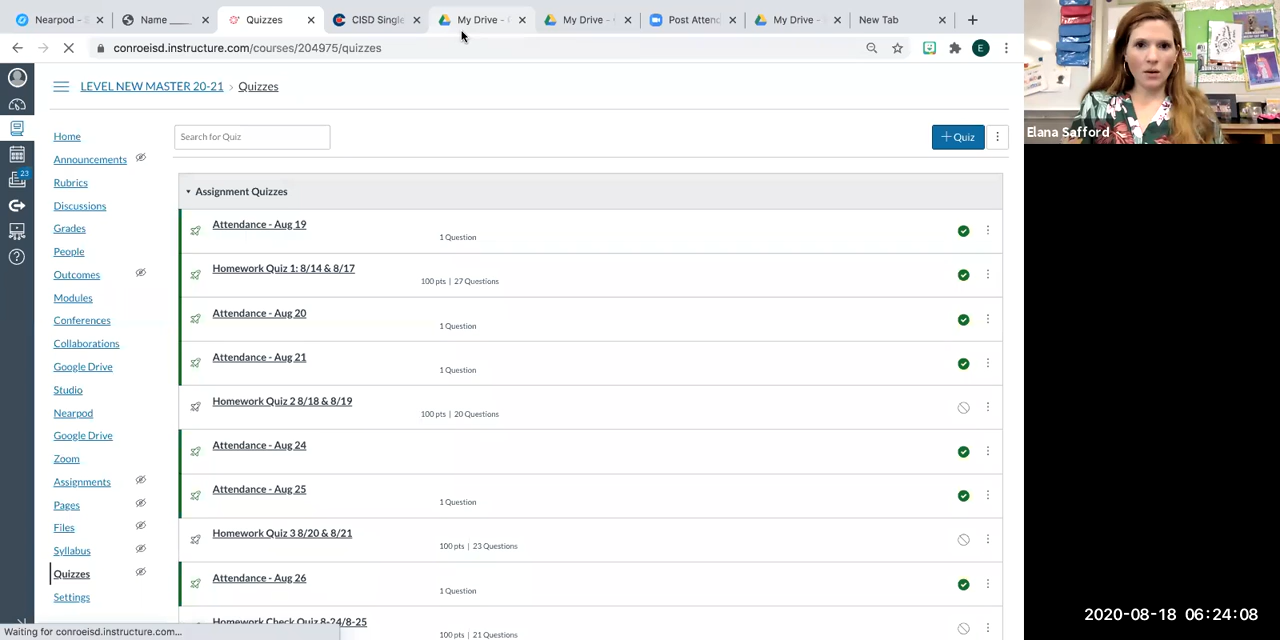 Nearpod - S
Name ____
Quizzes
CISD Single
My Drive - G
My Drive -
Post Attend
My Drive -
New Tab
conroeisd.instructure.com/courses/204975/quizzes
E
LEVEL NEW MASTER 20-21 > Quizzes
Elana Safford
Home
Announcements
Rubrics
Discussions
Grades
People
Outcomes
Modules
Conferences
Collaborations
Google Drive
Studio
Nearpod
Google Drive
Zoom
Assignments
Pages
Files
Syllabus
Quizzes
Settings
23
Search for Quiz
+ Quiz
Assignment Quizzes
Attendance - Aug 19
1 Question
Homework Quiz 1: 8/14 & 8/17
100 pts | 27 Questions
Attendance - Aug 20
1 Question
Attendance - Aug 21
1 Question
Homework Quiz 2 8/18 & 8/19
100 pts | 20 Questions
Attendance - Aug 24
Attendance - Aug 25
1 Question
Homework Quiz 3 8/20 & 8/21
100 pts | 23 Questions
Attendance - Aug 26
1 Question
Homework Check Quiz 8-24/8-25
100 pts | 21 Questions
Waiting for conroeisd.instructure.com...
2020-08-18 06:24:08